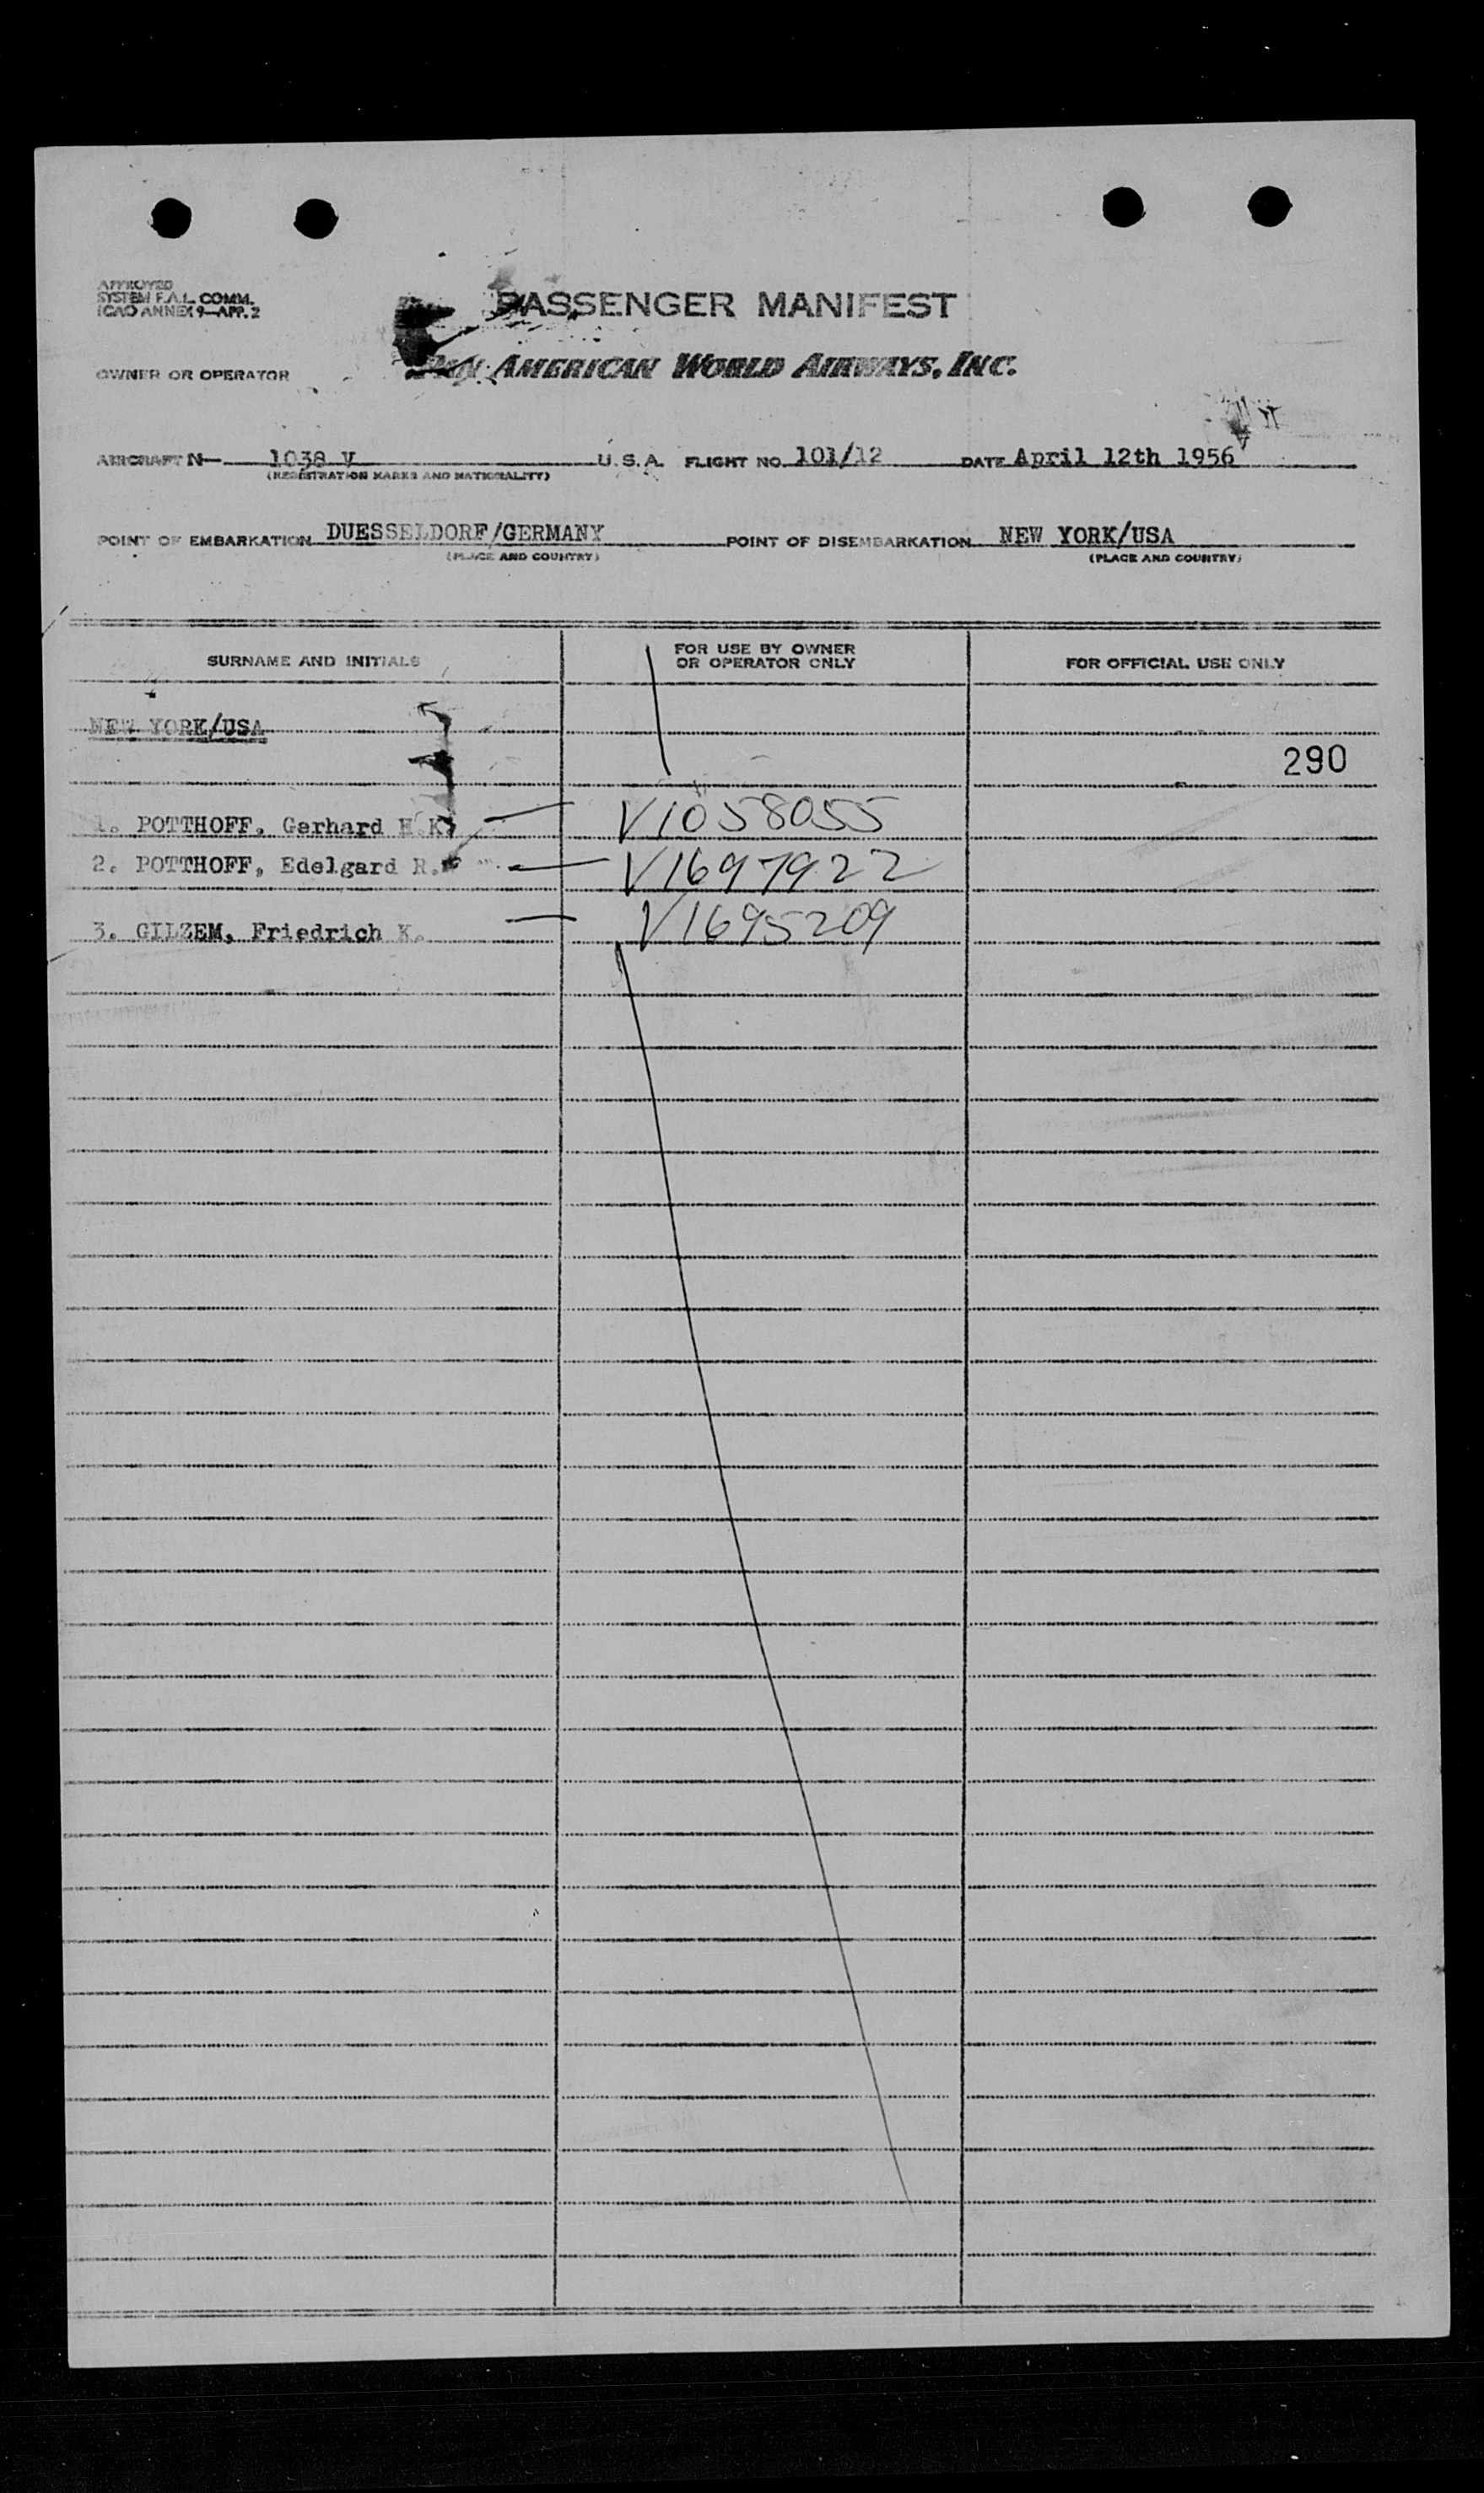 APPROVED
SYSTEM F.A.L. COMM.
ICAO ANNEX 9—APP. 2
PASSENGER MANIFEST
OWNER OR OPERATOR PAN AMERICAN WORLD AIRWAYS, INC.
AIRCRAFT N— 1038 V U.S.A. FLIGHT NO. 101/12 DATE April 12th 1956
(REGISTRATION MARKS AND NATIONALITY)
POINT OF EMBARKATION DUESSELDORF/GERMANY POINT OF DISEMBARKATION NEW YORK/USA
(PLACE AND COUNTRY) (PLACE AND COUNTRY)
SURNAME AND INITIALS FOR USE BY OWNER OR OPERATOR ONLY FOR OFFICIAL USE ONLY
NEW YORK/USA
290
1. POTTHOFF, Gerhard H.K. V1058055
2. POTTHOFF, Edelgard R. V1697922
3. GILZEM, Friedrich K. V1695209